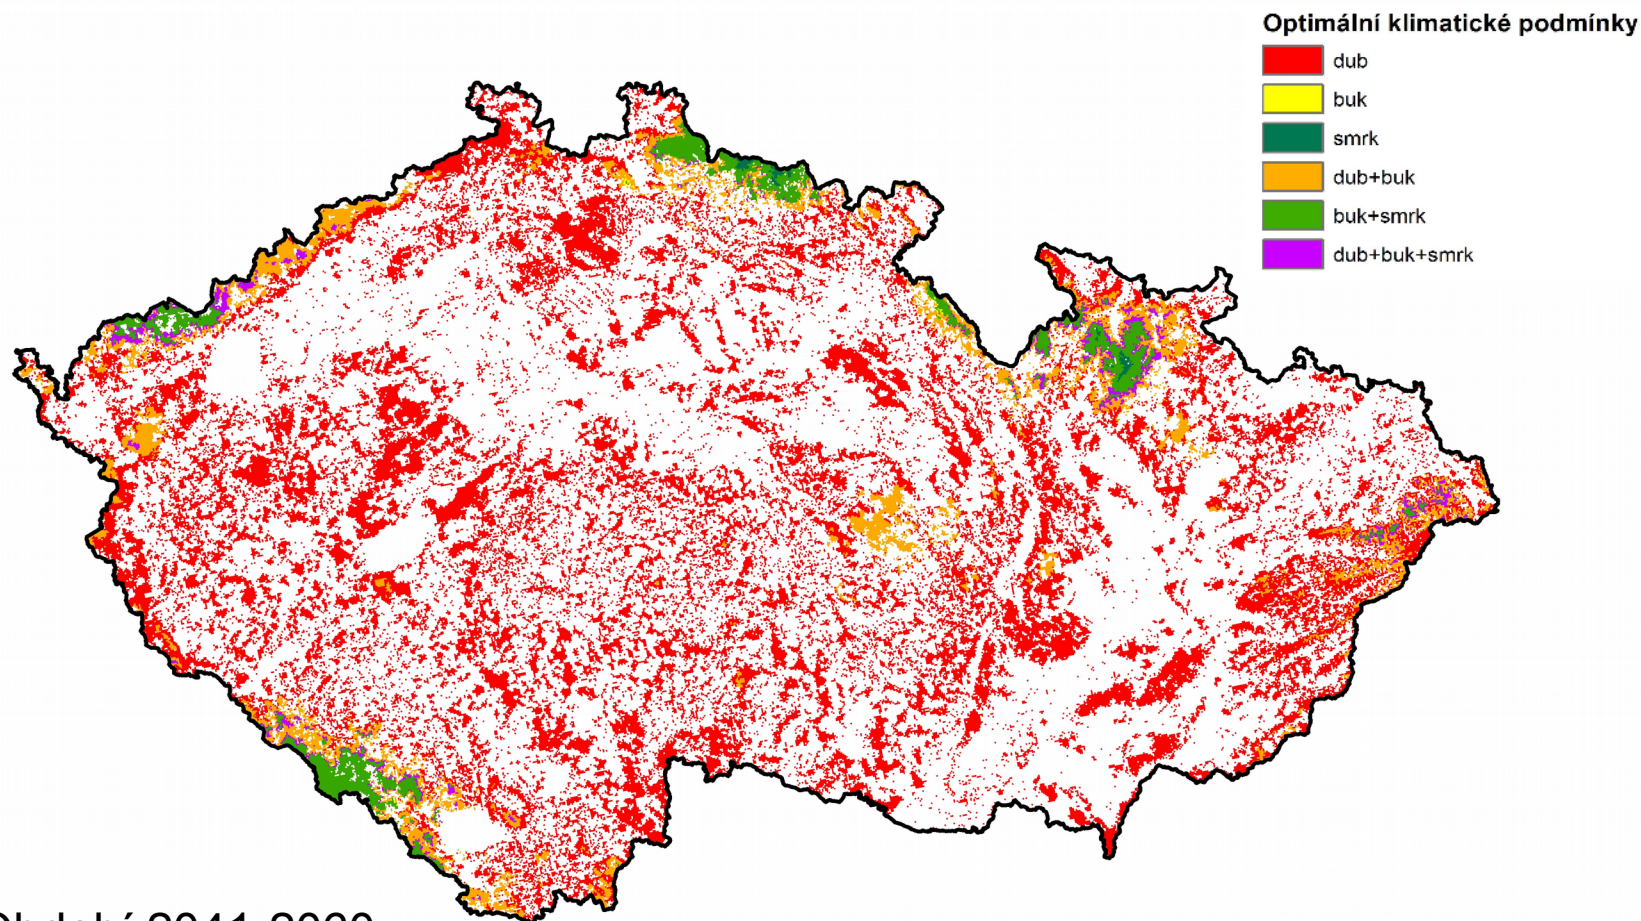 Optimální klimatické podmínky
dub
buk
smrk
dub+buk
buk+smrk
dub+buk+smrk